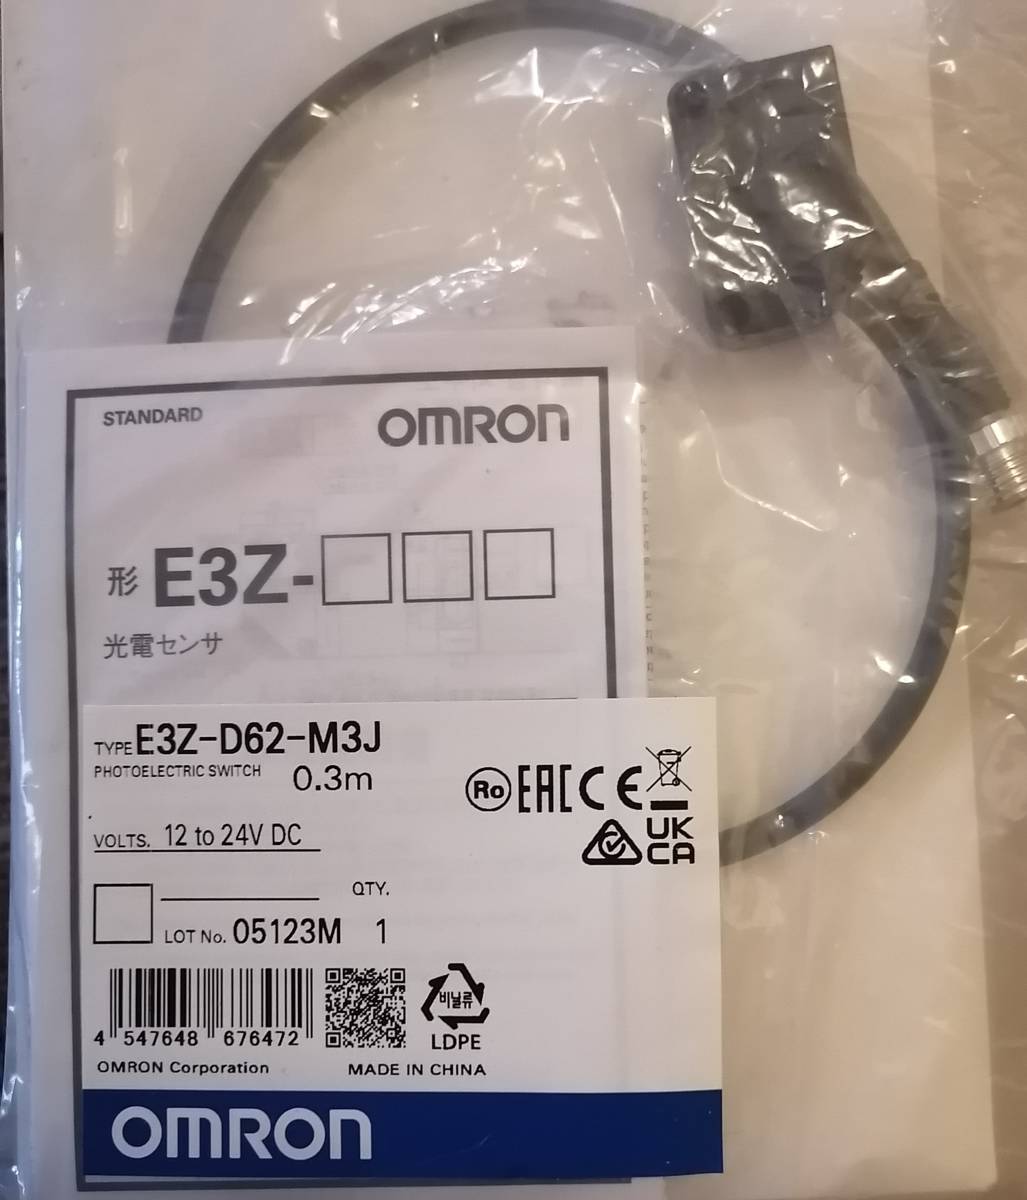 STANDARD
OMRON
形 E3Z-□□□
光電センサ
TYPE E3Z-D62-M3J
PHOTOELECTRIC SWITCH 0.3m
VOLTS. 12 to 24V DC
QTY.
LOT No. 05123M 1
Ro EAC CE
UK
CA
4 547648 676472
비닐류
LDPE
OMRON Corporation MADE IN CHINA
OMRON